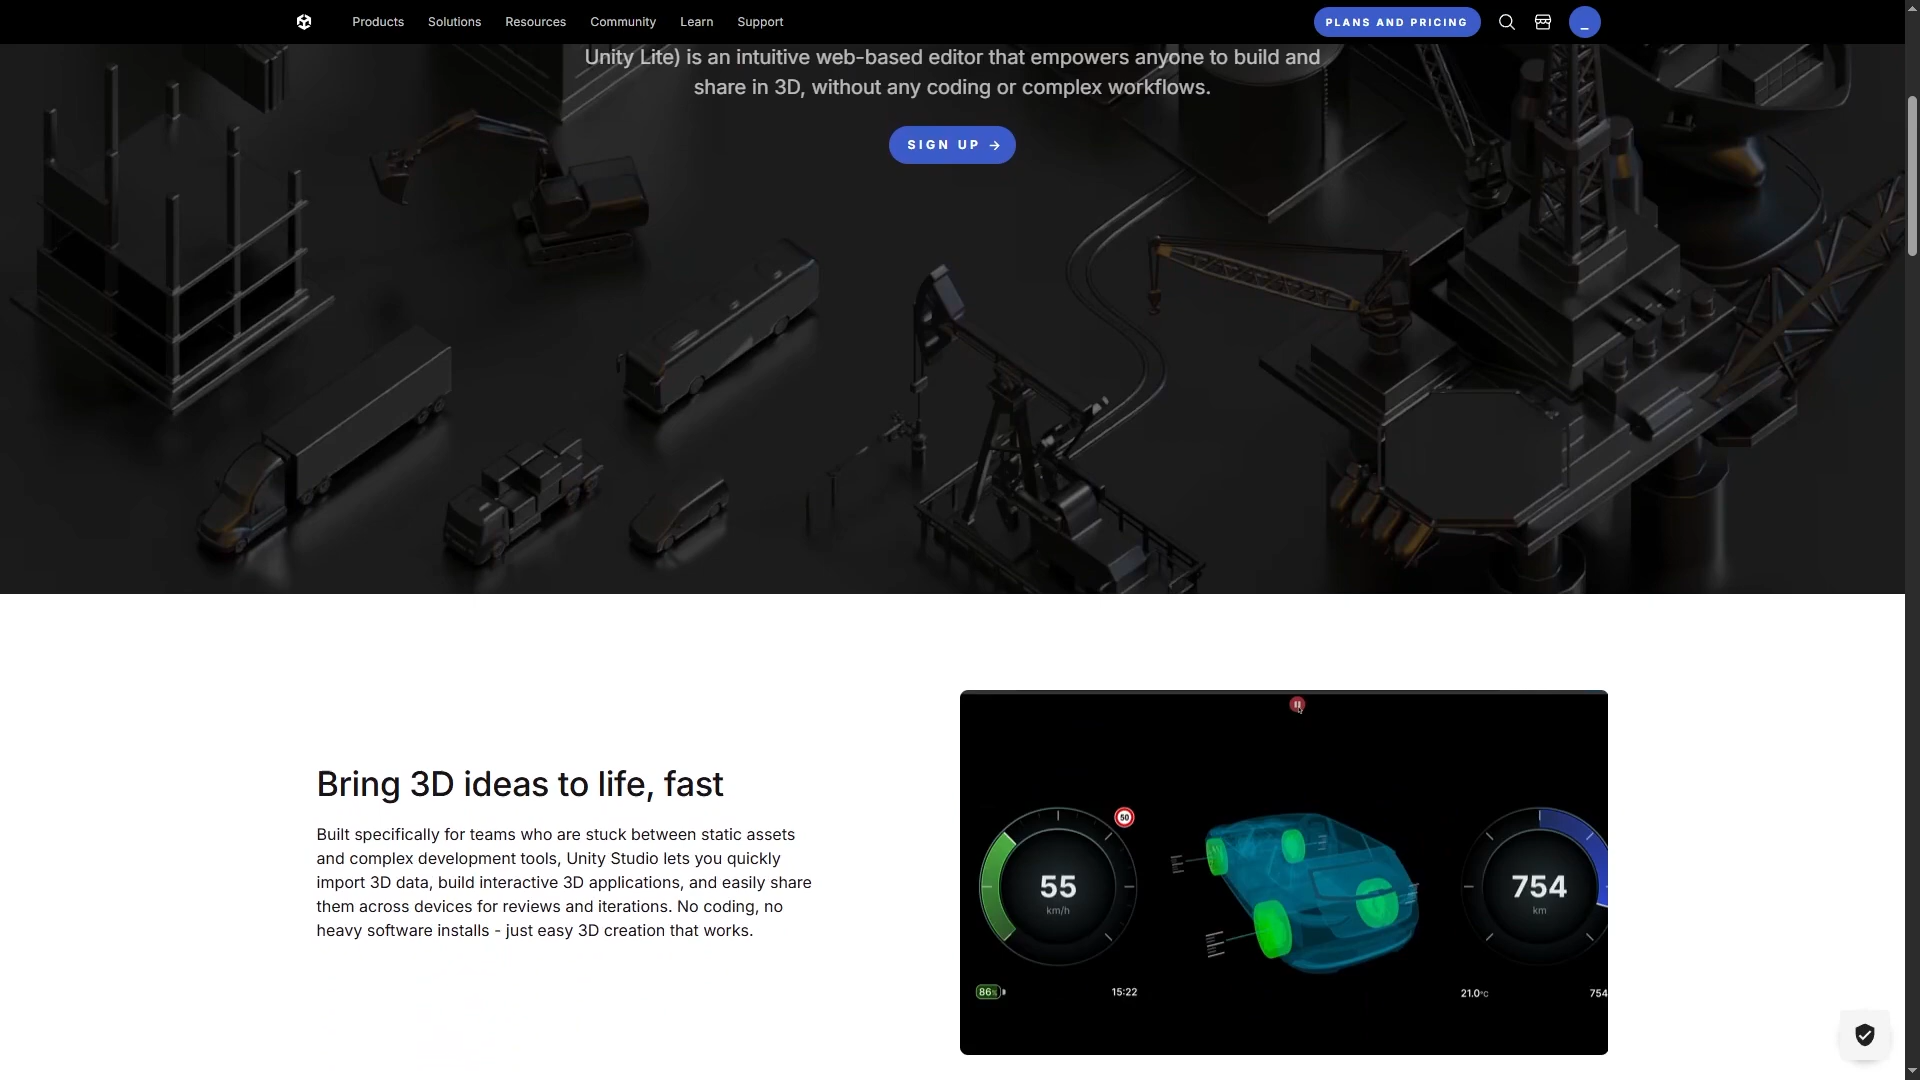 Products Solutions Resources Community Learn Support PLANS AND PRICING
Unity Lite) is an intuitive web-based editor that empowers anyone to build and
share in 3D, without any coding or complex workflows.
SIGN UP
Bring 3D ideas to life, fast
Built specifically for teams who are stuck between static assets
and complex development tools, Unity Studio lets you quickly
import 3D data, build interactive 3D applications, and easily share
them across devices for reviews and iterations. No coding, no
heavy software installs - just easy 3D creation that works.
50
55
km/h
754
km
86%
15:22
21.0°C
754